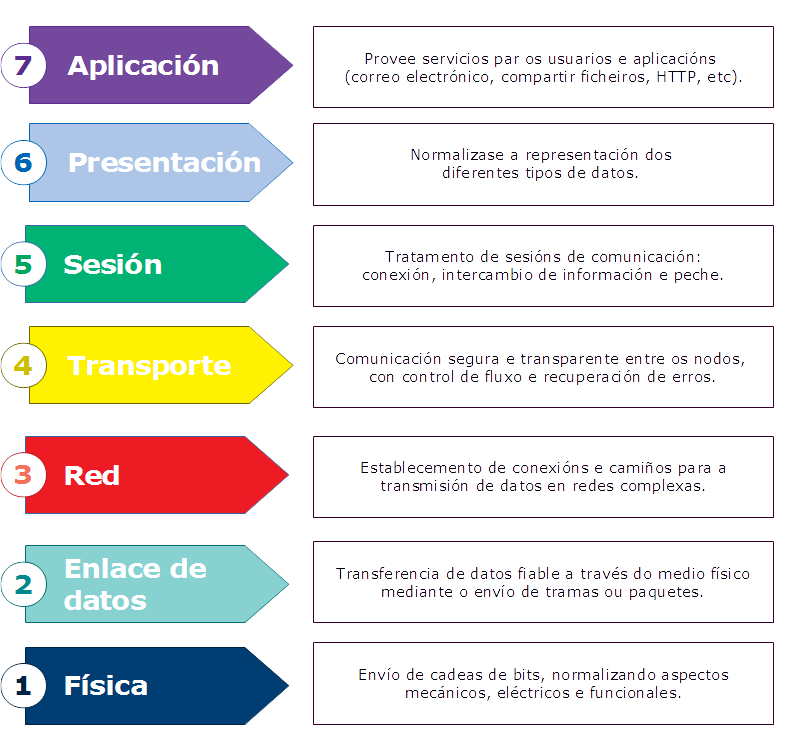 7
Aplicación
Provee servicios par os usuarios e aplicacións
(correo electrónico, compartir ficheiros, HTTP, etc).
6
Presentación
Normalizase a representación dos
diferentes tipos de datos.
5
Sesión
Tratamento de sesións de comunicación:
conexión, intercambio de información e peche.
4
Transporte
Comunicación segura e transparente entre os nodos,
con control de fluxo e recuperación de erros.
3
Red
Establecemento de conexións e camiños para a
transmisión de datos en redes complexas.
2
Enlace de
datos
Transferencia de datos fiable a través do medio físico
mediante o envío de tramas ou paquetes.
1
Física
Envío de cadeas de bits, normalizando aspectos
mecánicos, eléctricos e funcionales.